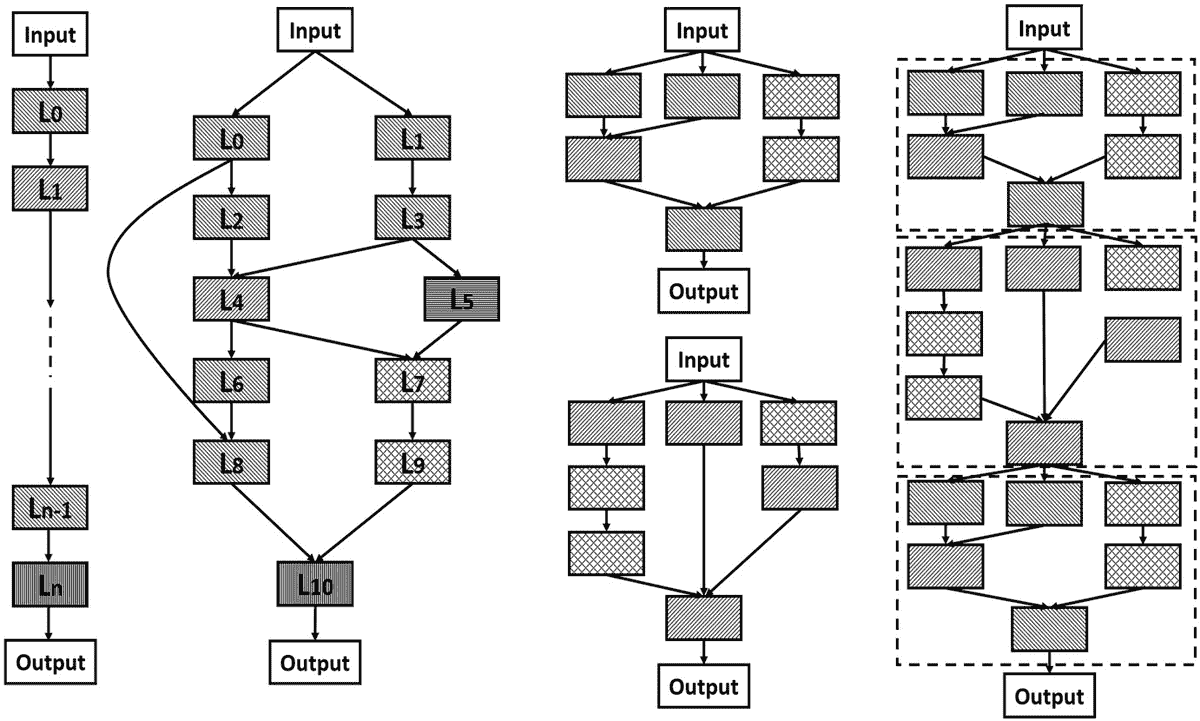 Input
L0
L1
Ln-1
Ln
Output
Input
L0
L1
L2
L3
L4
L5
L6
L7
L8
L9
L10
Output
Input
Output
Input
Output
Input
Output